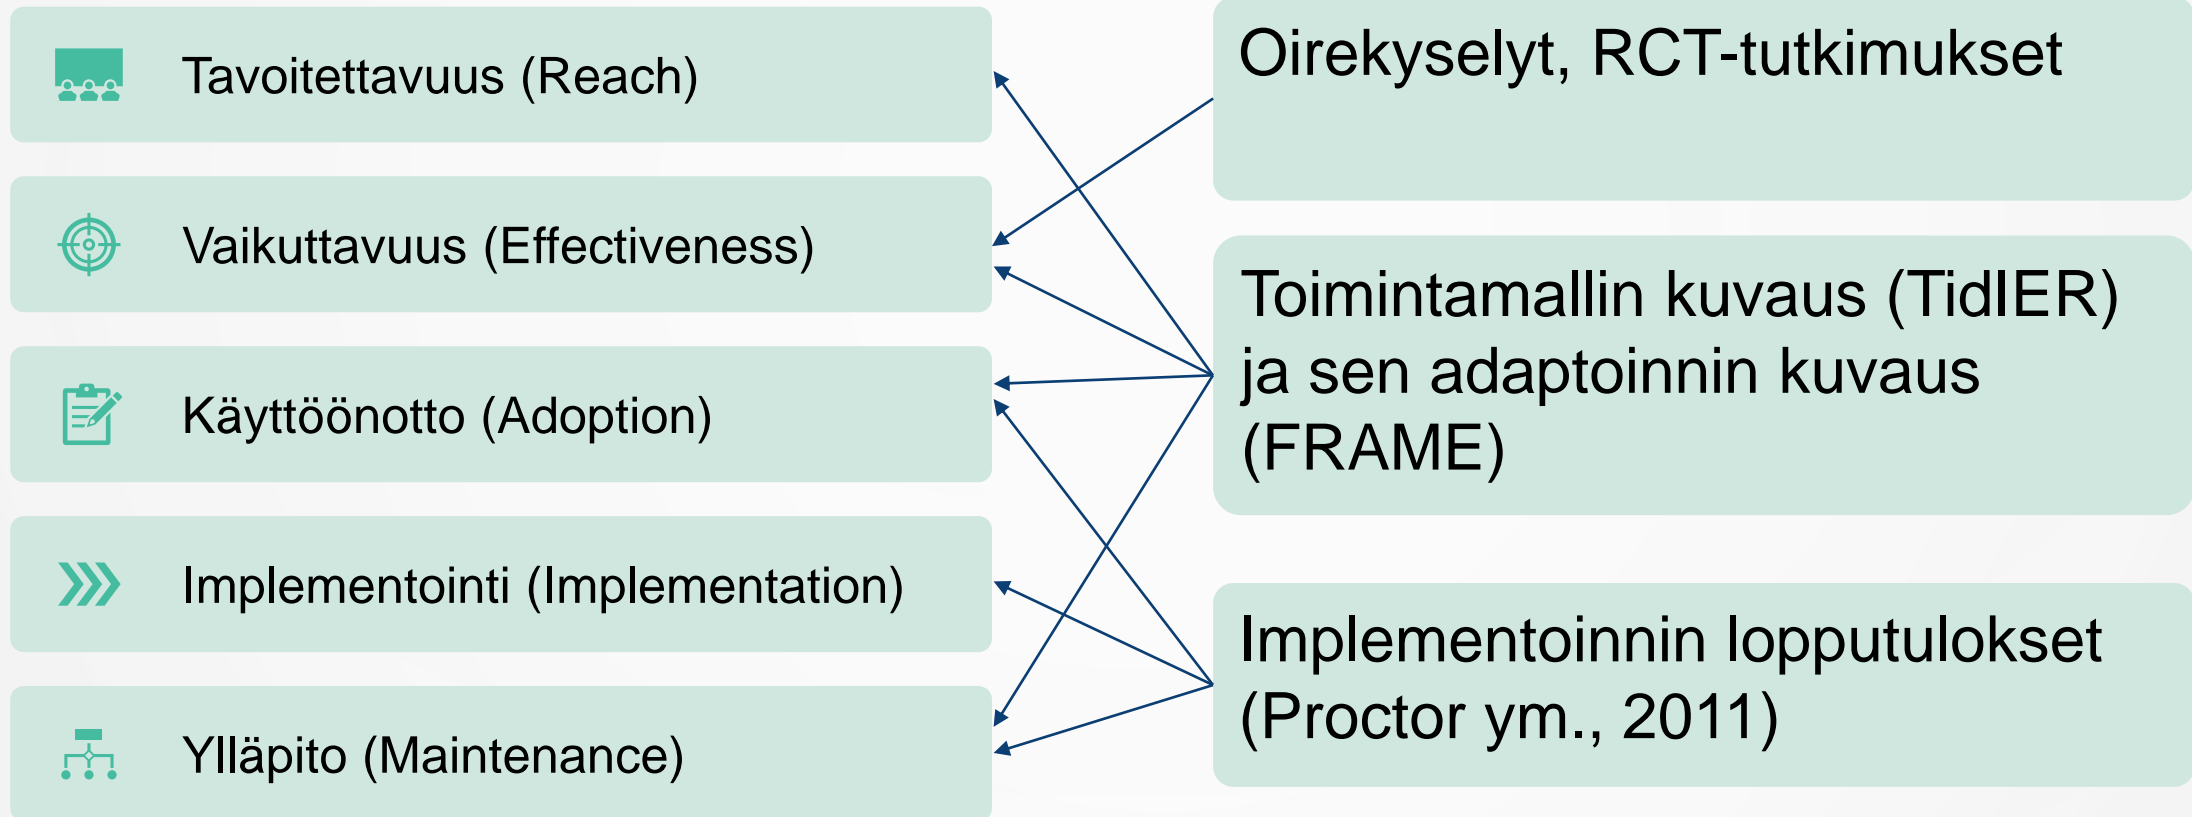 Tavoitettavuus (Reach)
Vaikuttavuus (Effectiveness)
Käyttöönotto (Adoption)
Implementointi (Implementation)
Ylläpito (Maintenance)
Oirekyselyt, RCT-tutkimukset
Toimintamallin kuvaus (TidIER)
ja sen adaptoinnin kuvaus
(FRAME)
Implementoinnin lopputulokset
(Proctor ym., 2011)